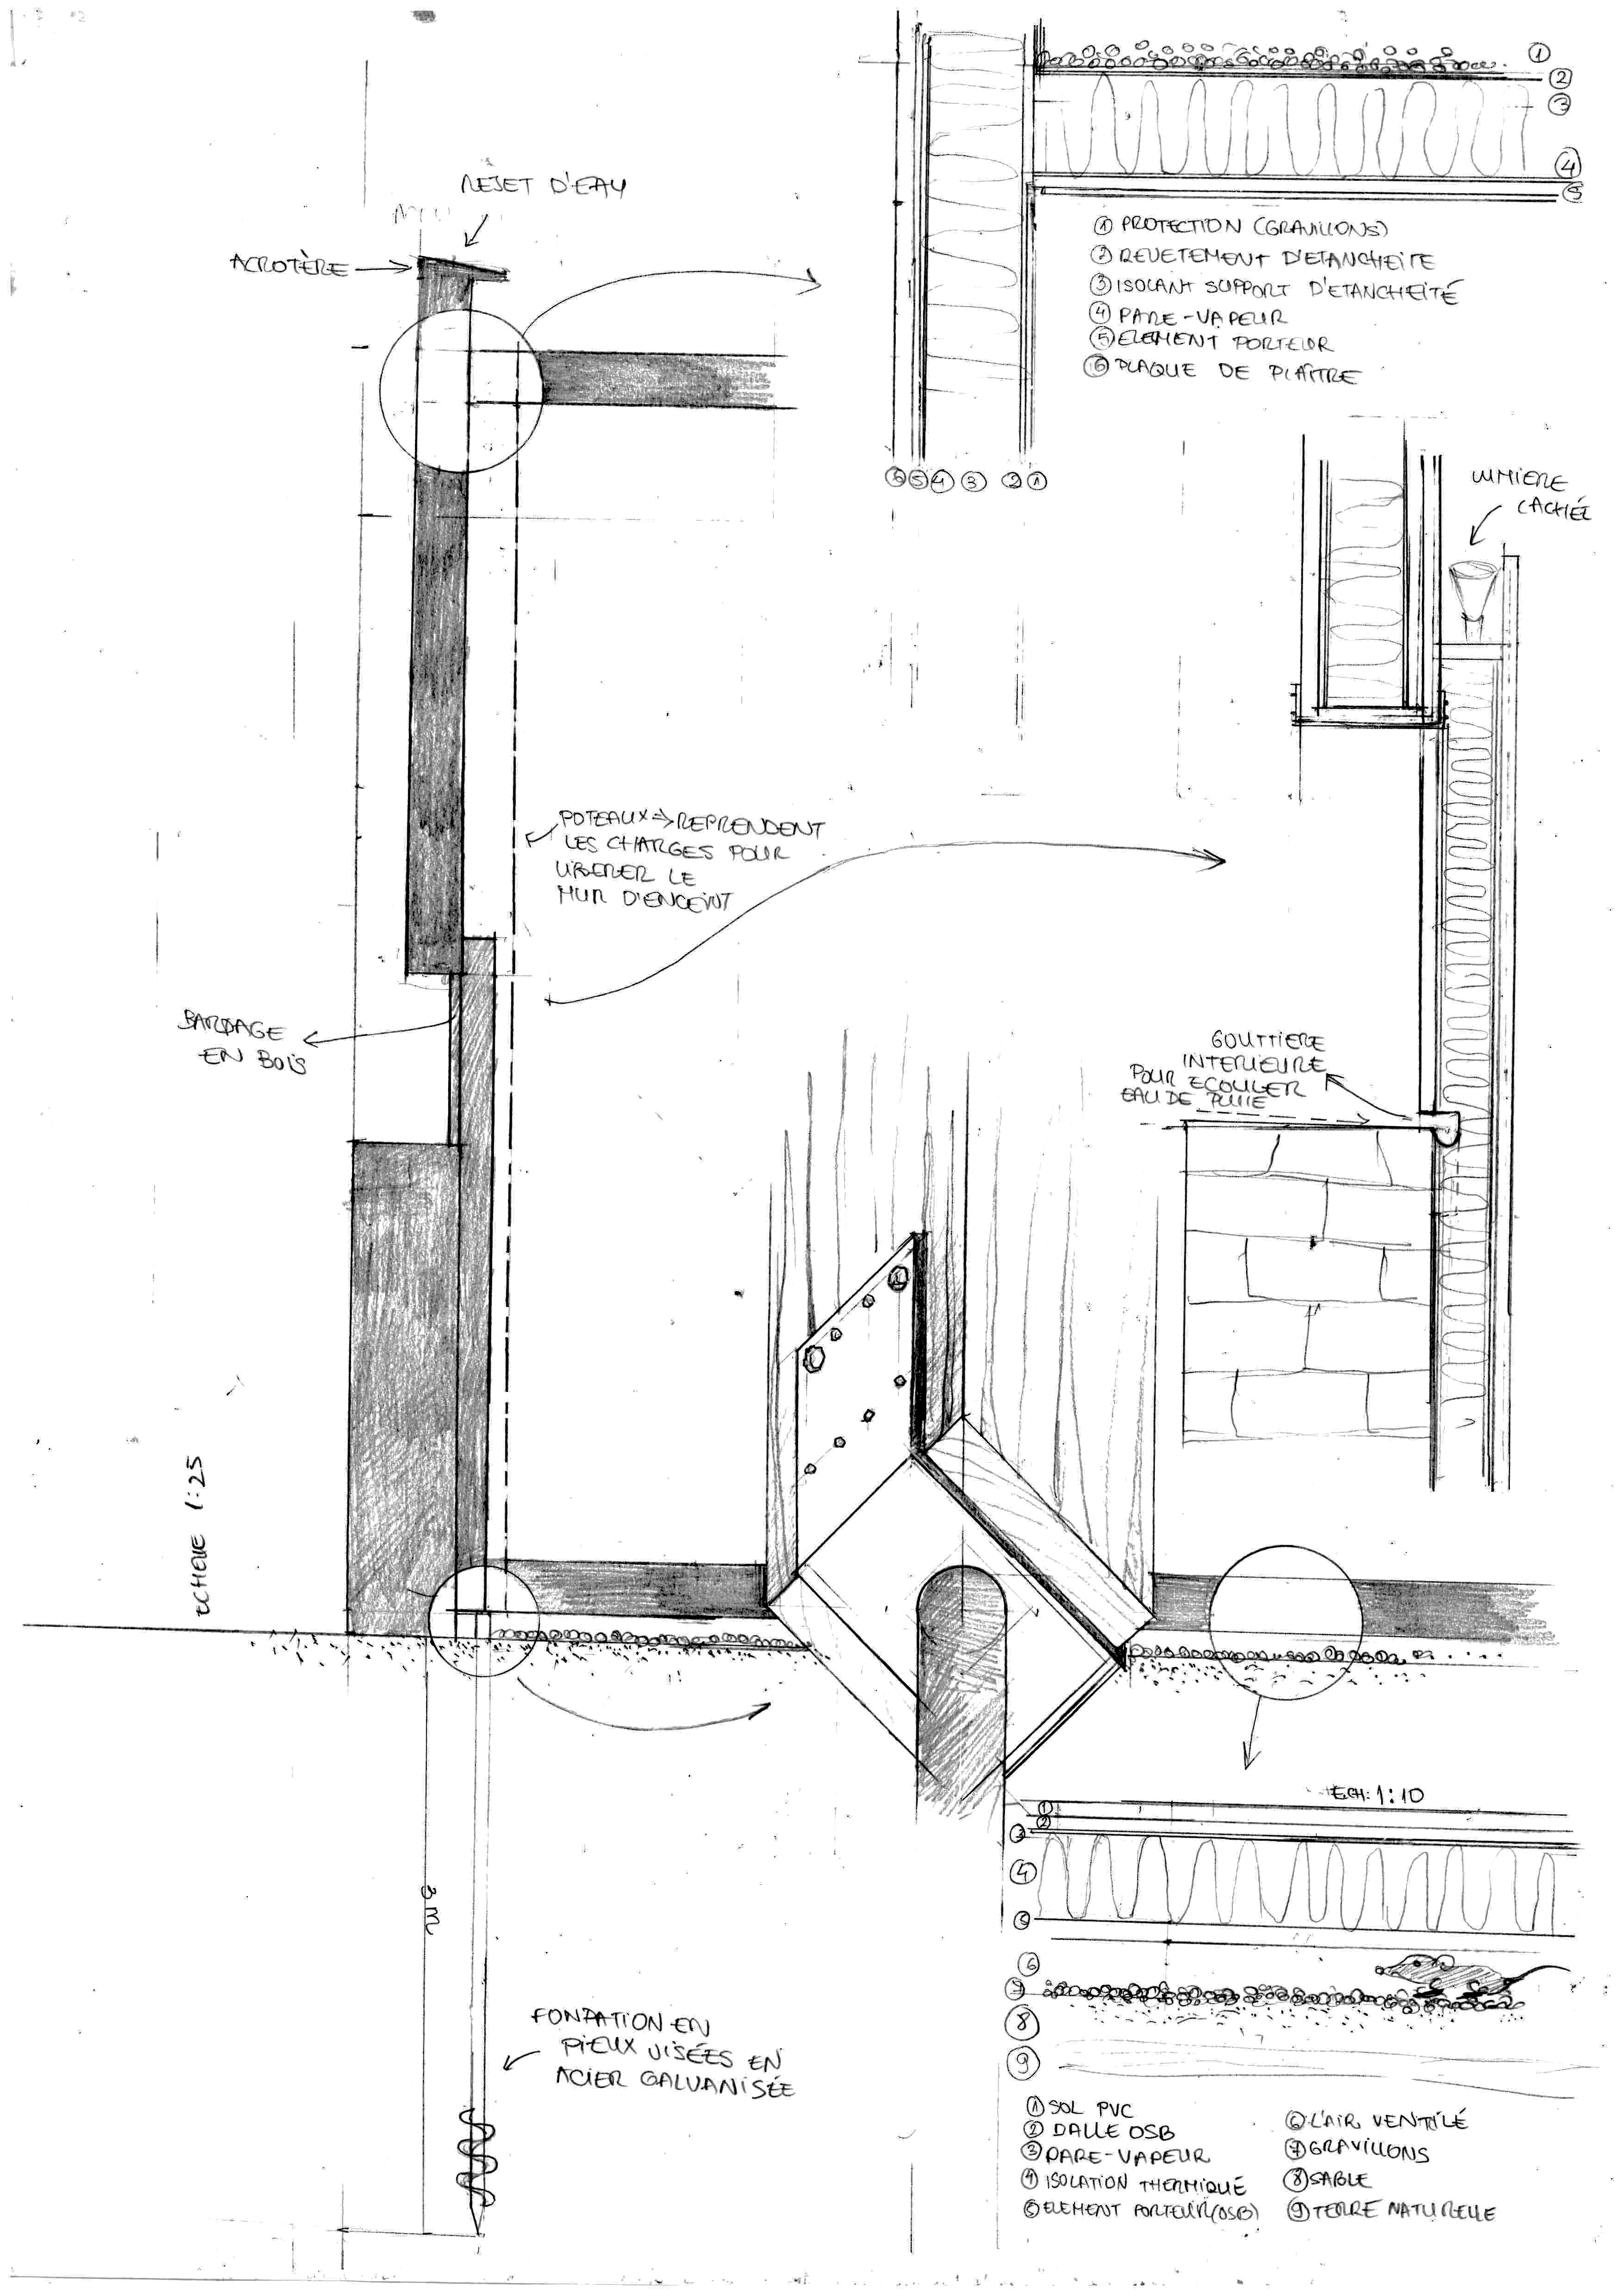 REJET D'EAU
ACROTÈRE
① ② ③ ④ ⑤
① PROTECTION (GRAVILLONS)
② REVETEMENT D'ETANCHEITE
③ ISOLANT SUPPORT D'ETANCHEITÉ
④ PARE-VAPEUR
⑤ ELEMENT PORTEUR
⑥ PLAQUE DE PLÂTRE
⑥ ⑤ ④ ③ ② ①
LUMIERE
CACHÉE
POTEAUX ⇒ REPRENDENT
LES CHARGES POUR
LIBERER LE
MUR D'ENCEINT
BARDAGE
EN BOIS
GOUTTIERE
INTERIEURE
POUR ECOULER
EAU DE PLUIE
ECHELLE 1:25
ECH: 1:10
① ② ③ ④ ⑤ ⑥ ⑦ ⑧ ⑨
3 m
FONDATION EN
PIEUX VISÉES EN
ACIER GALVANISÉE
① SOL PVC
② DALLE OSB
③ PARE-VAPEUR
④ ISOLATION THERMIQUE
⑤ ELEMENT PORTEUR (OSB)
⑥ L'AIR VENTILÉ
⑦ GRAVILLONS
⑧ SABLE
⑨ TERRE NATURELLE